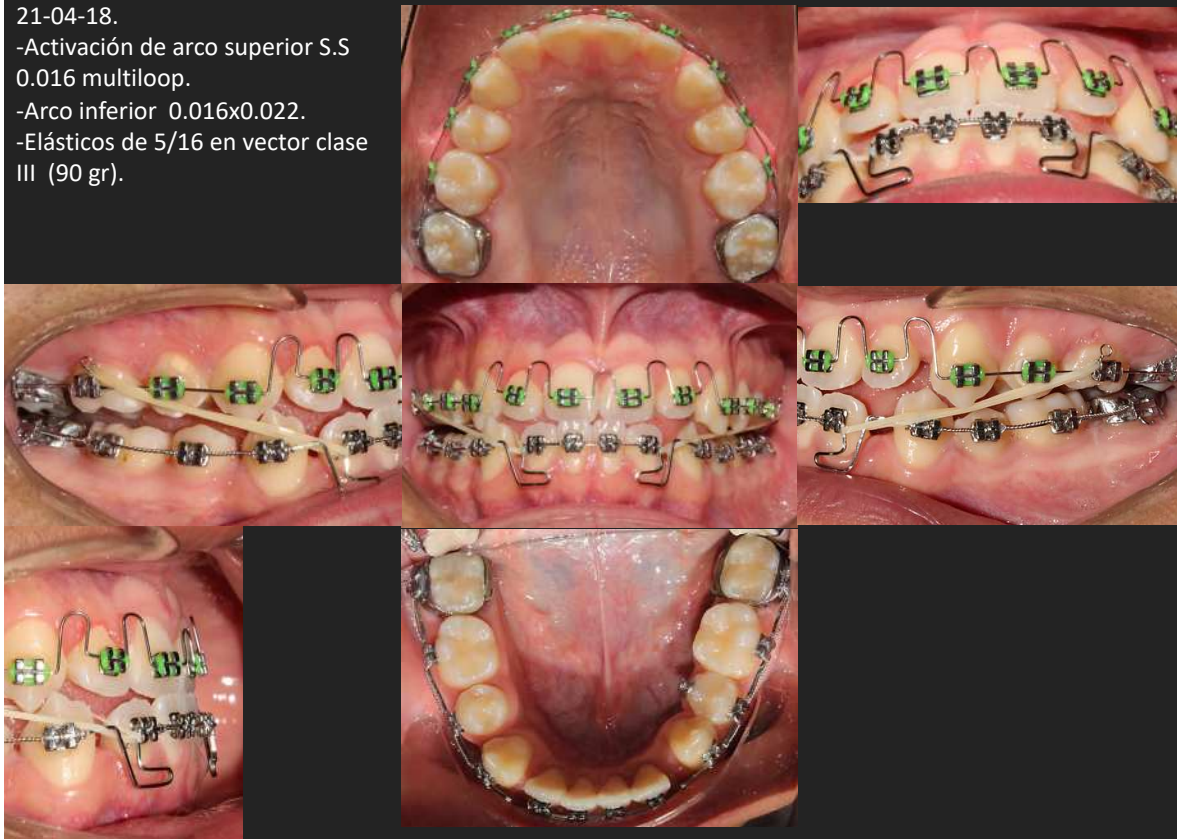 21-04-18.
-Activación de arco superior S.S
0.016 multiloop.
-Arco inferior  0.016x0.022.
-Elásticos de 5/16 en vector clase
III  (90 gr).